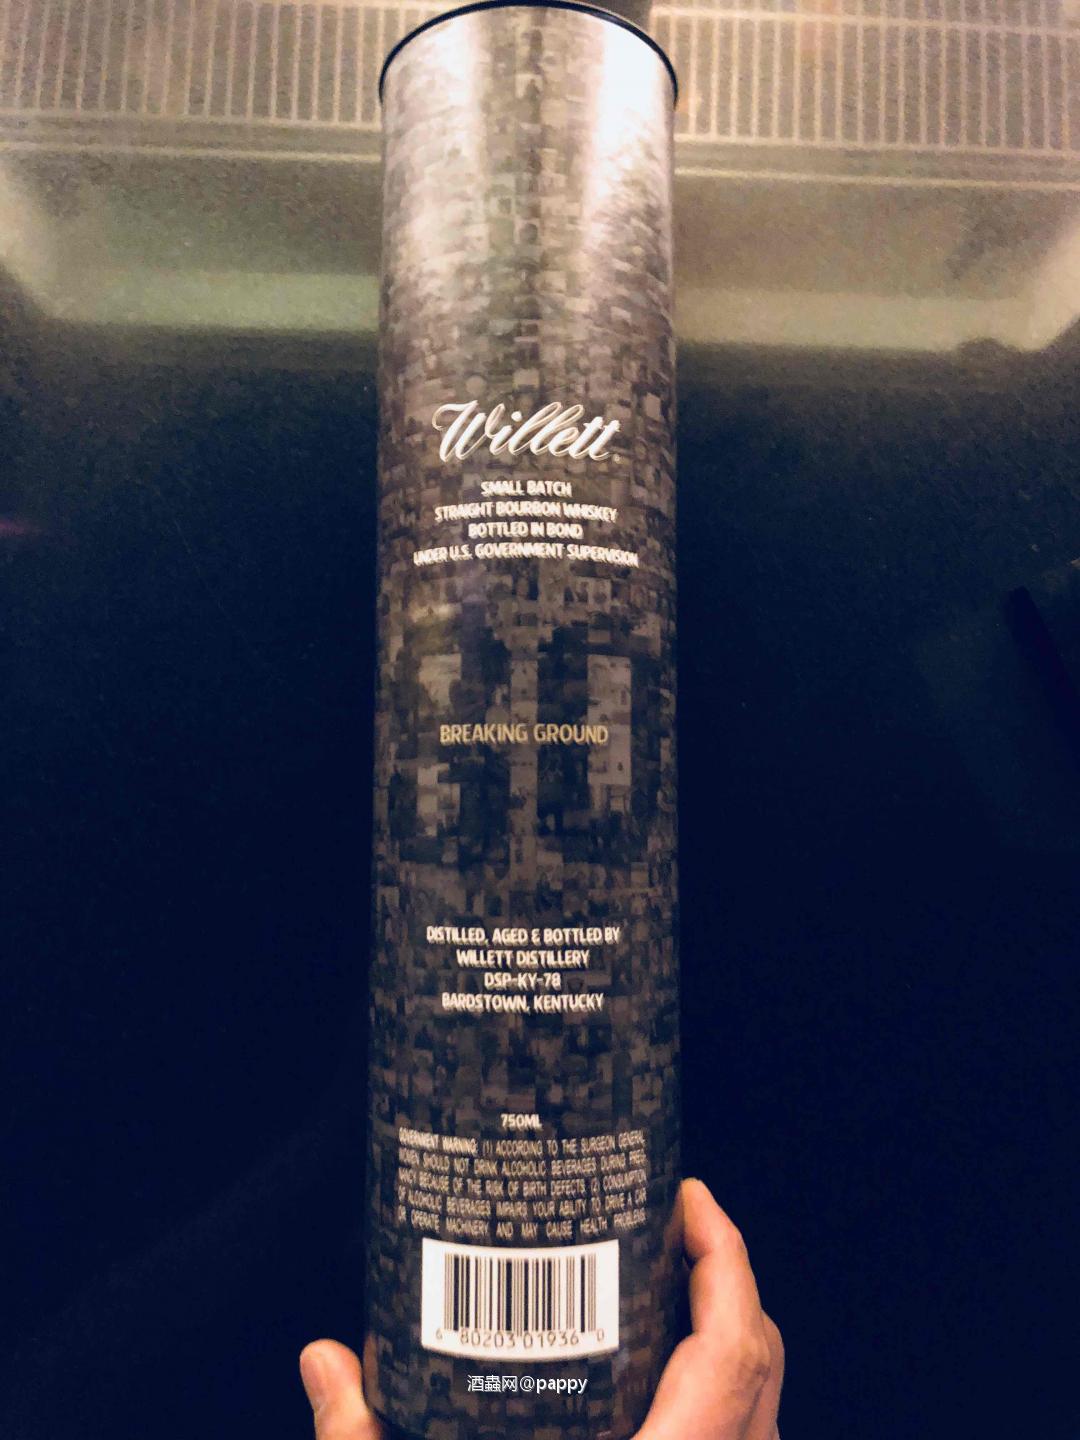 Willett
SMALL BATCH
STRAIGHT BOURBON WHISKEY
BOTTLED IN BOND
UNDER U.S. GOVERNMENT SUPERVISION
BREAKING GROUND
DISTILLED, AGED & BOTTLED BY
WILLETT DISTILLERY
DSP-KY-78
BARDSTOWN, KENTUCKY
750ML
GOVERNMENT WARNING: (1) ACCORDING TO THE SURGEON GENERAL
WOMEN SHOULD NOT DRINK ALCOHOLIC BEVERAGES DURING PREG-
NANCY BECAUSE OF THE RISK OF BIRTH DEFECTS. (2) CONSUMPTION
OF ALCOHOLIC BEVERAGES IMPAIRS YOUR ABILITY TO DRIVE A CAR
OR OPERATE MACHINERY AND MAY CAUSE HEALTH PROBLEMS
6 80203 01936 0
酒蟲网@pappy